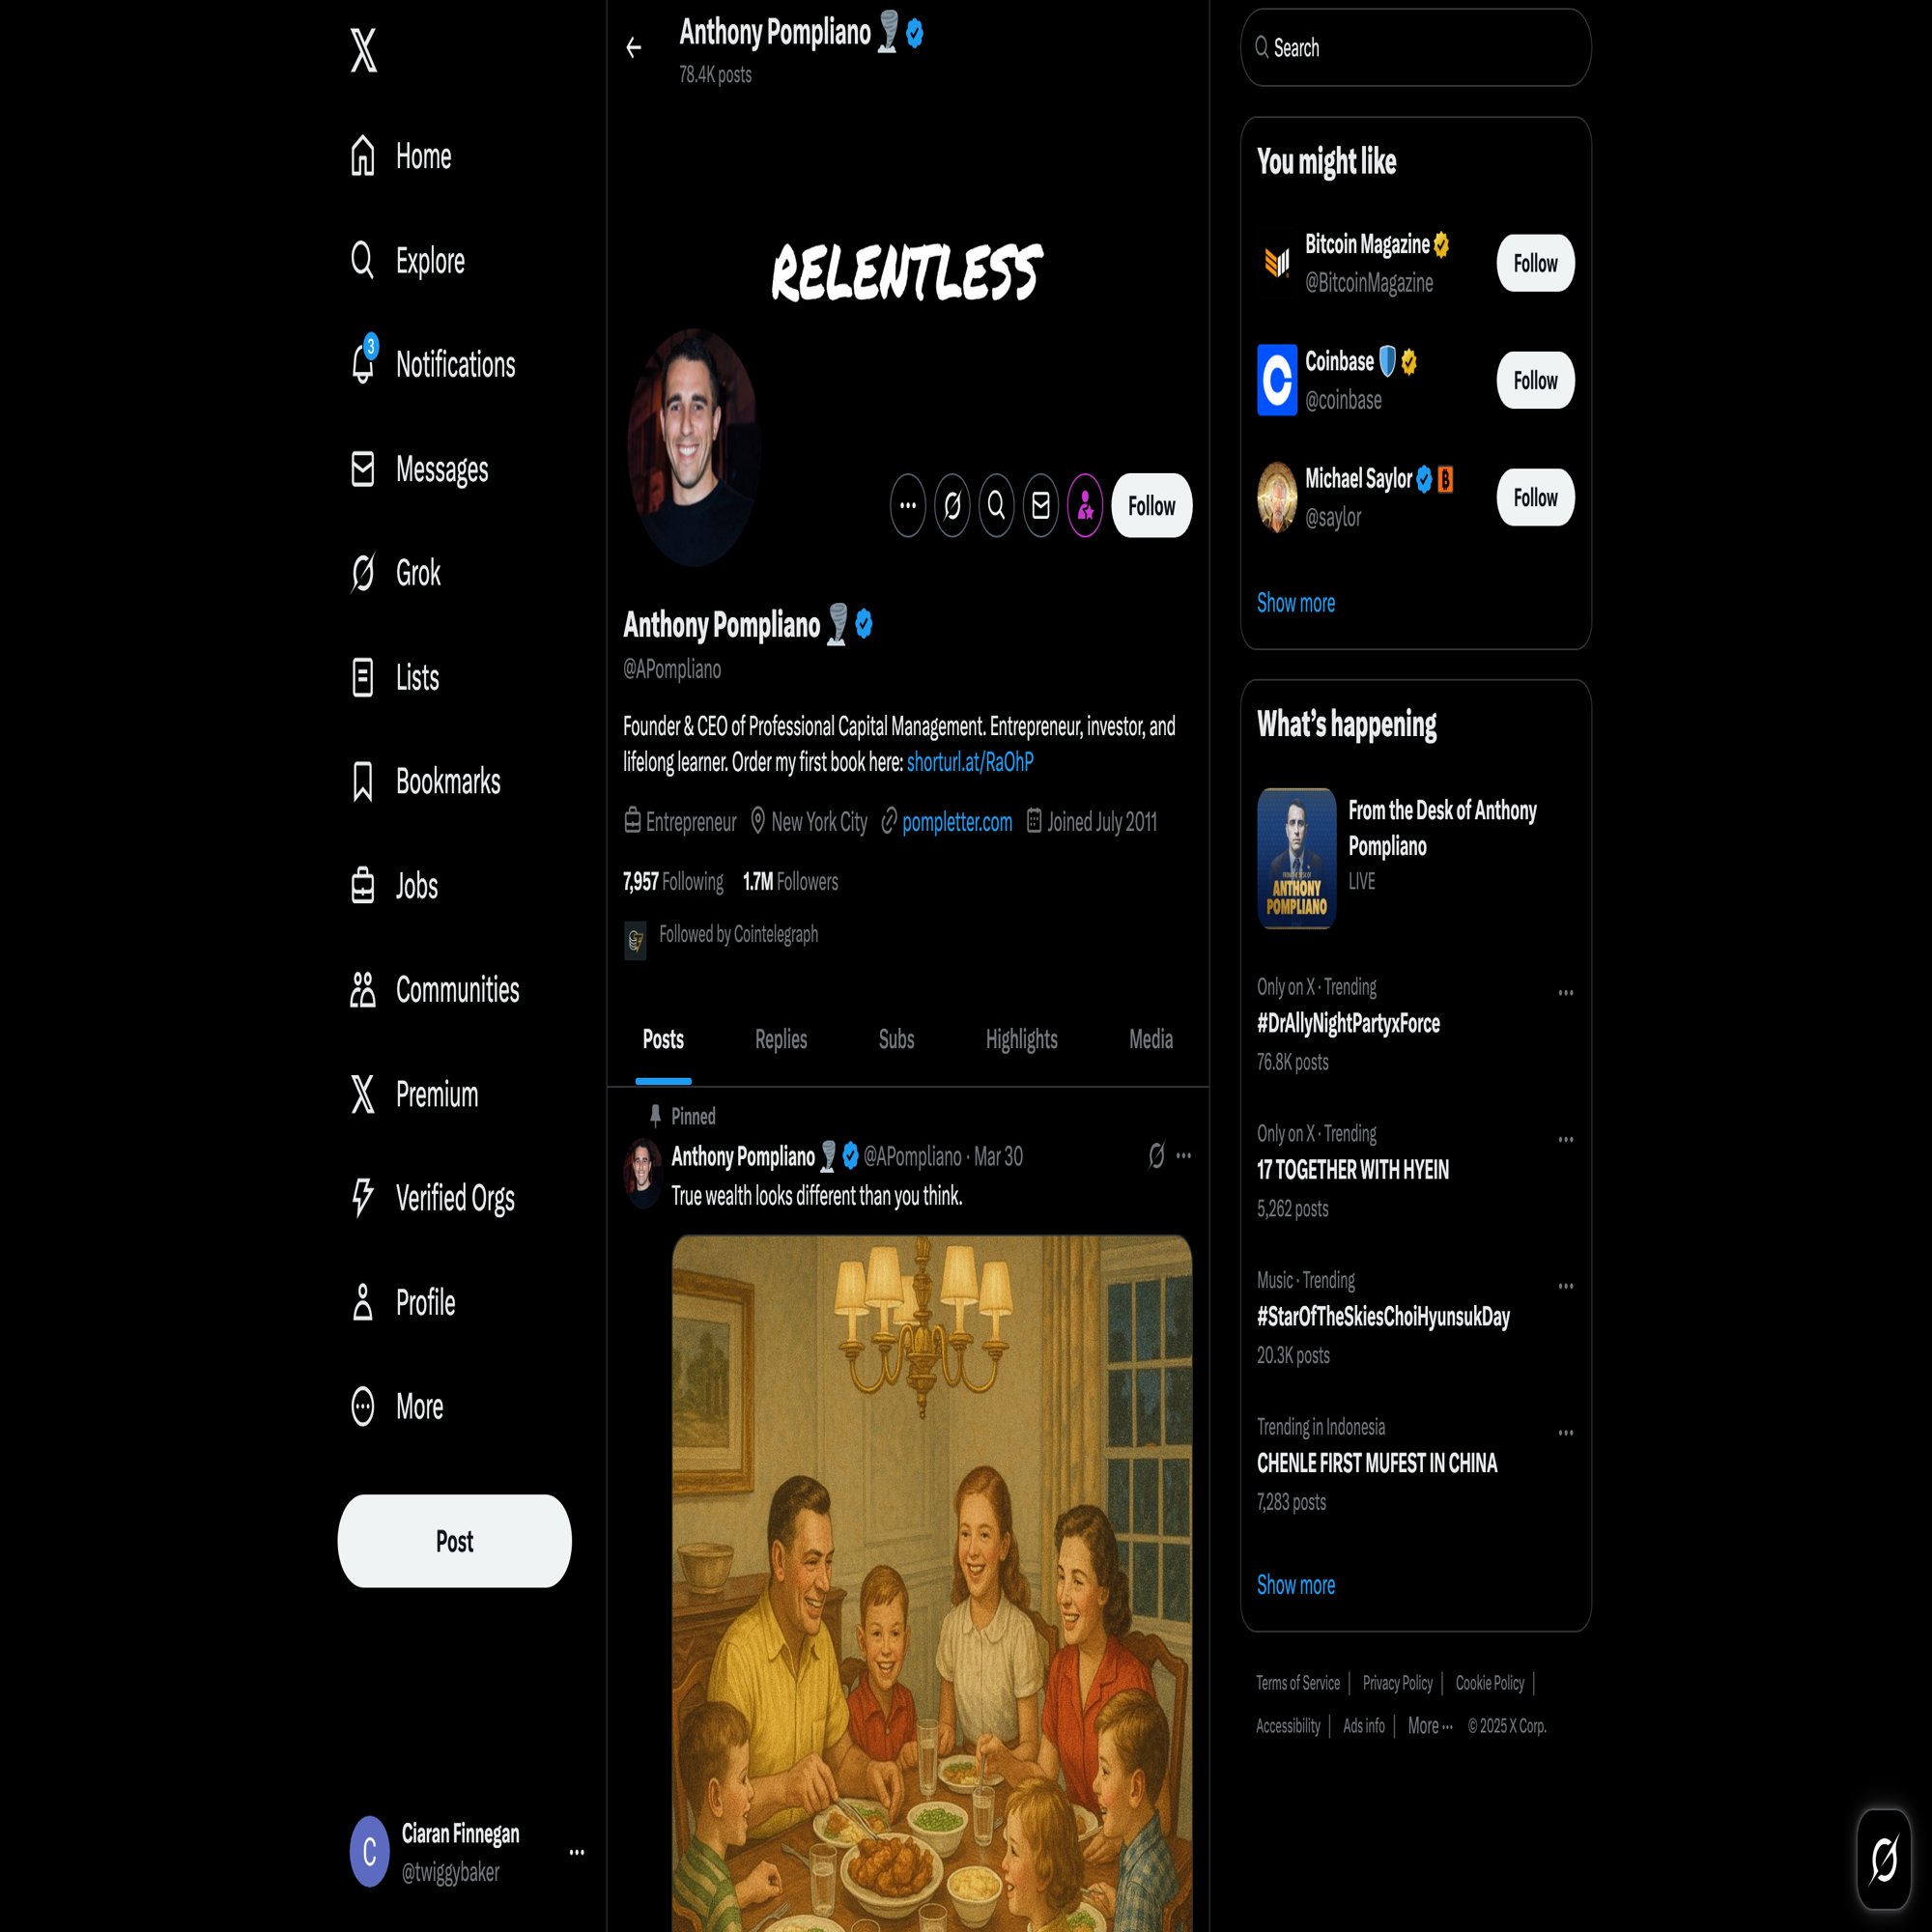 Home
Explore
3
Notifications
Messages
Grok
Lists
Bookmarks
Jobs
Communities
Premium
Verified Orgs
Profile
More
Post
C
Ciaran Finnegan
@twiggybaker
Anthony Pompliano
78.4K posts
RELENTLESS
Follow
Anthony Pompliano
@APompliano
Founder & CEO of Professional Capital Management. Entrepreneur, investor, and
lifelong learner. Order my first book here: shorturl.at/RaOhP
Entrepreneur New York City pompletter.com Joined July 2011
7,957 Following 1.7M Followers
Followed by Cointelegraph
Posts Replies Subs Highlights Media
Pinned
Anthony Pompliano @APompliano · Mar 30
True wealth looks different than you think.
Search
You might like
Bitcoin Magazine
@BitcoinMagazine
Follow
Coinbase
@coinbase
Follow
Michael Saylor
@saylor
Follow
Show more
What's happening
FROM THE DESK OF
ANTHONY
POMPLIANO
From the Desk of Anthony
Pompliano
LIVE
Only on X · Trending
#DrAllyNightPartyxForce
76.8K posts
Only on X · Trending
17 TOGETHER WITH HYEIN
5,262 posts
Music · Trending
#StarOfTheSkiesChoiHyunsukDay
20.3K posts
Trending in Indonesia
CHENLE FIRST MUFEST IN CHINA
7,283 posts
Show more
Terms of Service | Privacy Policy | Cookie Policy |
Accessibility | Ads info | More ··· © 2025 X Corp.